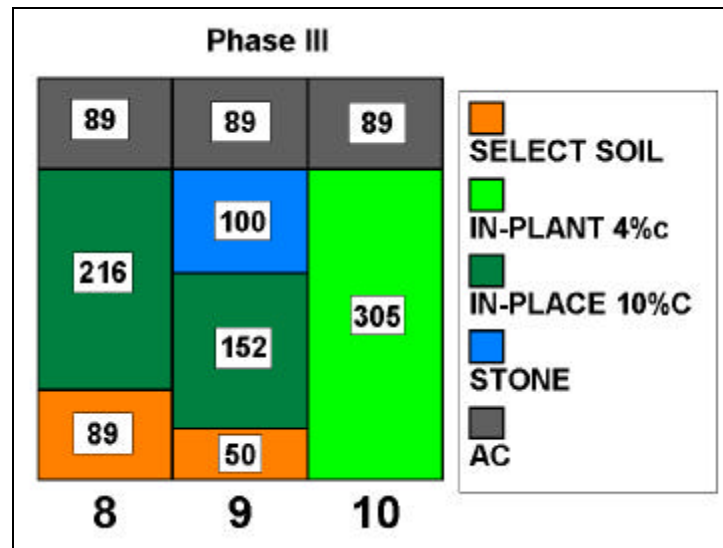 Phase III
89 89 89
216 100 305
152
89 50
8 9 10
SELECT SOIL
IN-PLANT 4%c
IN-PLACE 10%C
STONE
AC